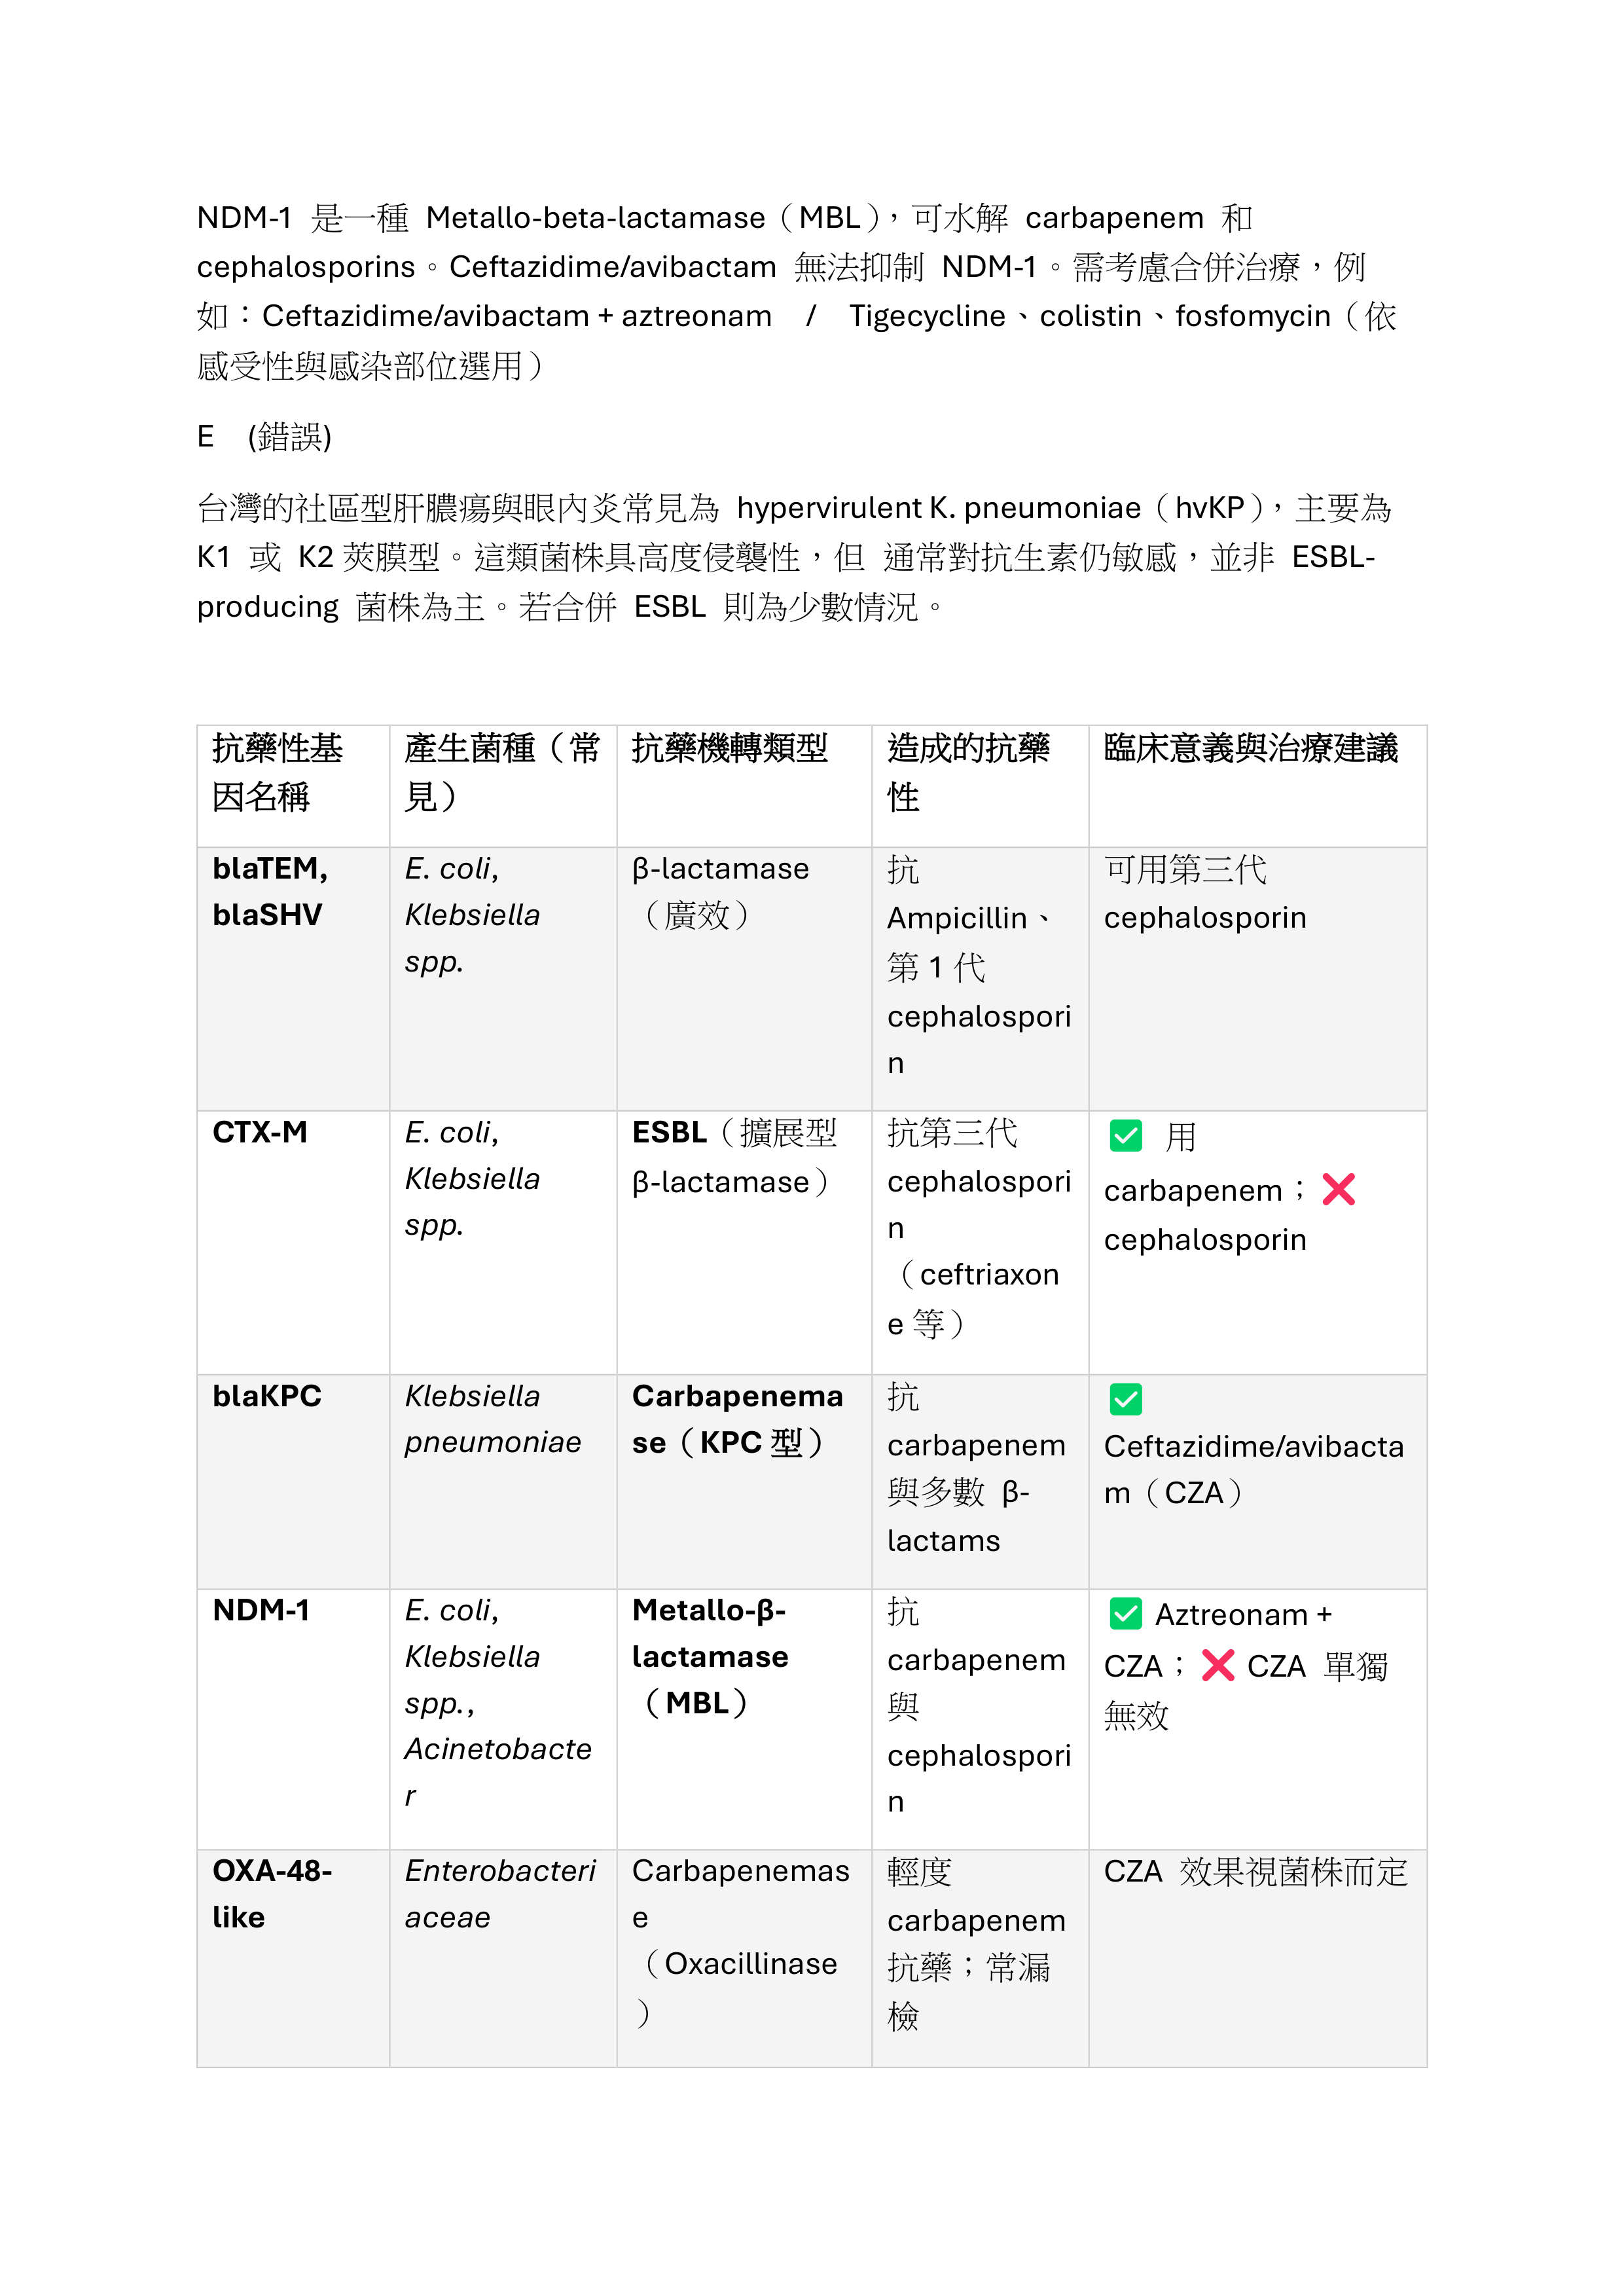 NDM-1 是一種 Metallo-beta-lactamase（MBL），可水解 carbapenem 和
cephalosporins。Ceftazidime/avibactam 無法抑制 NDM-1。需考慮合併治療，例
如：Ceftazidime/avibactam + aztreonam / Tigecycline、colistin、fosfomycin（依
感受性與感染部位選用）
E (錯誤)
台灣的社區型肝膿瘍與眼內炎常見為 hypervirulent K. pneumoniae（hvKP），主要為
K1 或 K2 莢膜型。這類菌株具高度侵襲性，但 通常對抗生素仍敏感，並非 ESBL-
producing 菌株為主。若合併 ESBL 則為少數情況。
抗藥性基
因名稱
產生菌種（常
見）
抗藥機轉類型
造成的抗藥
性
臨床意義與治療建議
blaTEM,
blaSHV
E. coli,
Klebsiella
spp.
β-lactamase
（廣效）
抗
Ampicillin、
第 1 代
cephalospori
n
可用第三代
cephalosporin
CTX-M
E. coli,
Klebsiella
spp.
ESBL（擴展型
β-lactamase）
抗第三代
cephalospori
n
（ceftriaxon
e 等）
✅ 用
carbapenem；❌
cephalosporin
blaKPC
Klebsiella
pneumoniae
Carbapenema
se（KPC 型）
抗
carbapenem
與多數 β-
lactams
✅
Ceftazidime/avibacta
m（CZA）
NDM-1
E. coli,
Klebsiella
spp.,
Acinetobacte
r
Metallo-β-
lactamase
（MBL）
抗
carbapenem
與
cephalospori
n
✅ Aztreonam +
CZA；❌ CZA 單獨
無效
OXA-48-
like
Enterobacteri
aceae
Carbapenemas
e
（Oxacillinase
）
輕度
carbapenem
抗藥；常漏
檢
CZA 效果視菌株而定